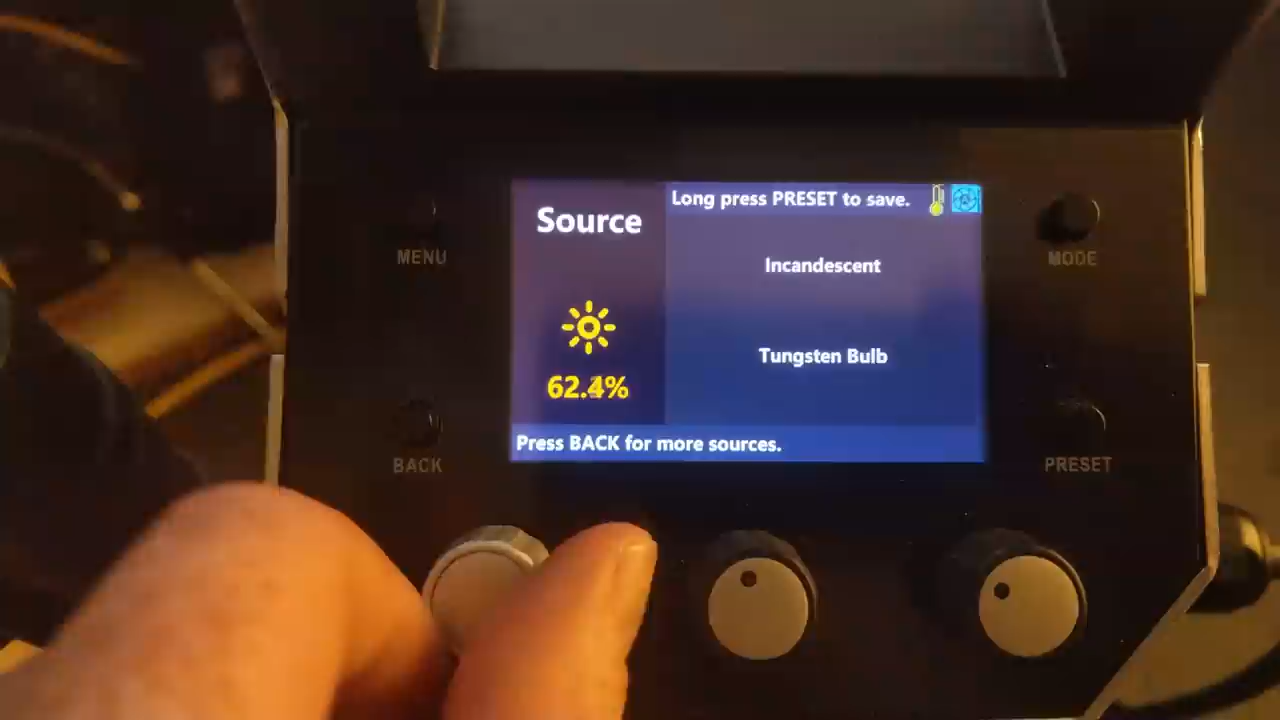 Source
Long press PRESET to save.
MENU
Incandescent
MODE
Tungsten Bulb
62.4%
Press BACK for more sources.
BACK
PRESET